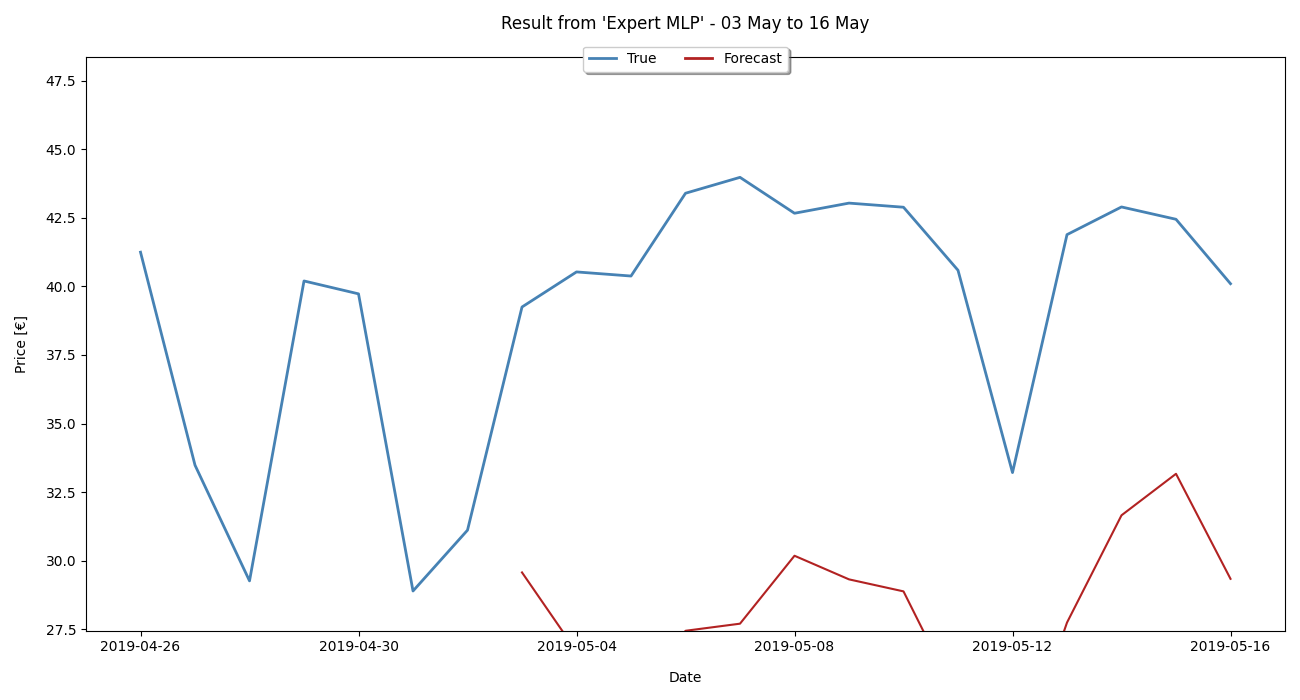 Result from 'Expert MLP' - 03 May to 16 May
True Forecast
47.5
45.0
42.5
40.0
37.5
35.0
32.5
30.0
27.5
Price [€]
2019-04-26 2019-04-30 2019-05-04 2019-05-08 2019-05-12 2019-05-16
Date